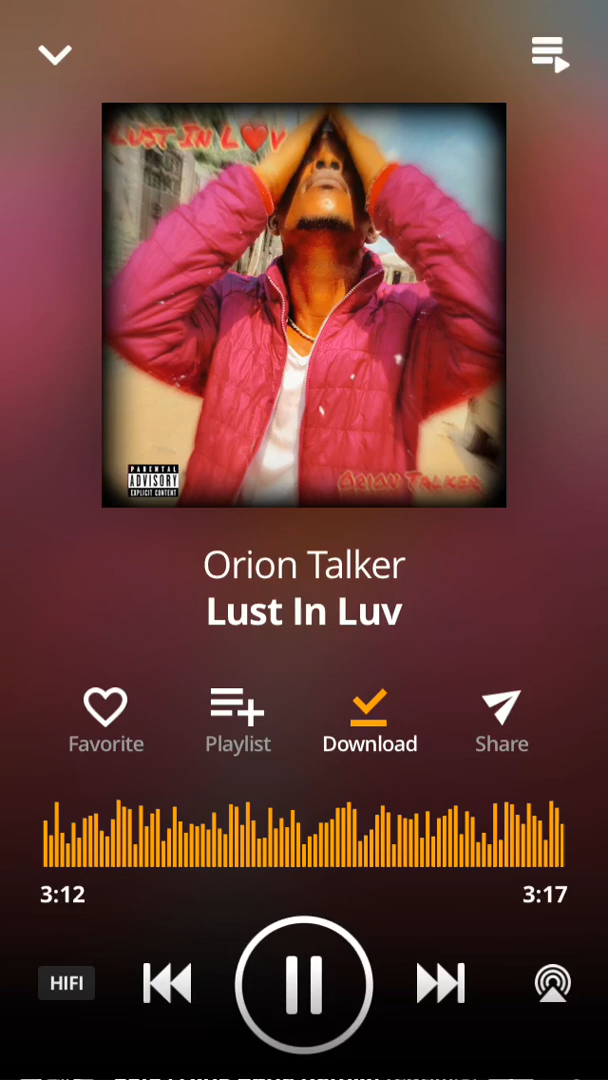 LUST IN L❤V
PARENTAL
ADVISORY
EXPLICIT CONTENT
ORION TALKER
Orion Talker
Lust In Luv
Favorite
Playlist
Download
Share
3:12
3:17
HIFI